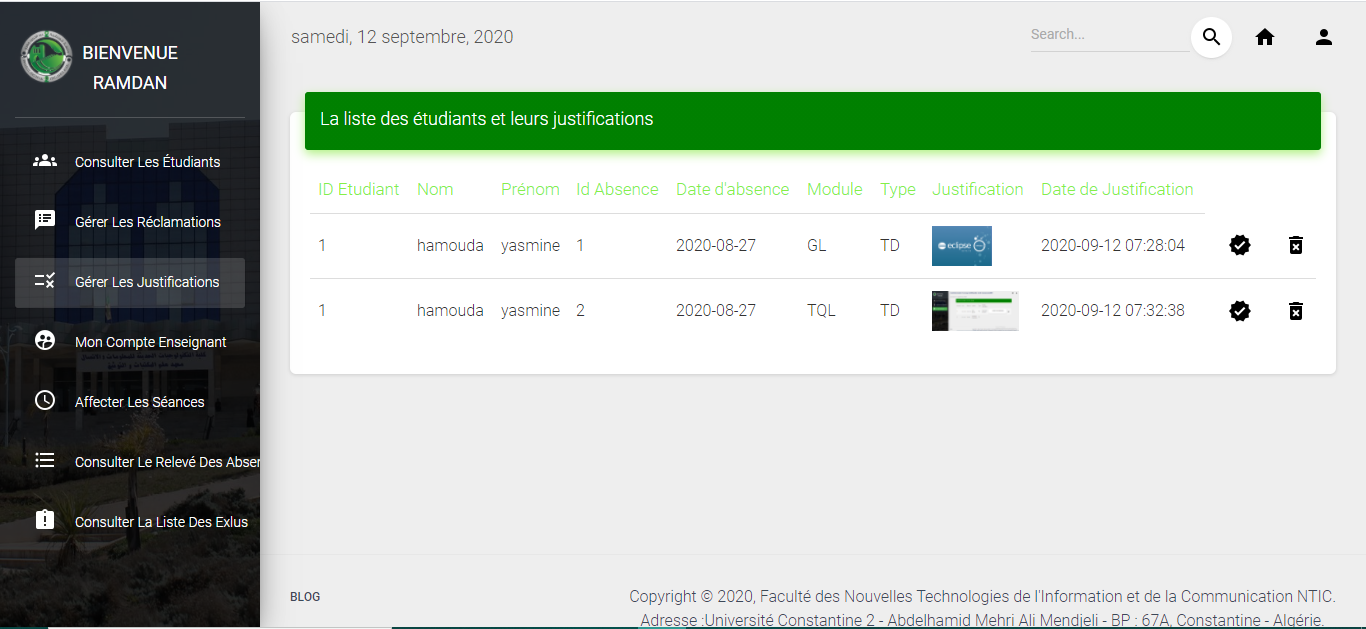 BIENVENUE
RAMDAN
Consulter Les Étudiants
Gérer Les Réclamations
Gérer Les Justifications
Mon Compte Enseignant
Affecter Les Séances
Consulter Le Relevé Des Absen
Consulter La Liste Des Exlus
samedi, 12 septembre, 2020
Search...
La liste des étudiants et leurs justifications
ID Etudiant Nom Prénom Id Absence Date d'absence Module Type Justification Date de Justification
1 hamouda yasmine 1 2020-08-27 GL TD eclipse 2020-09-12 07:28:04
1 hamouda yasmine 2 2020-08-27 TQL TD 2020-09-12 07:32:38
BLOG
Copyright © 2020, Faculté des Nouvelles Technologies de l'Information et de la Communication NTIC.
Adresse :Université Constantine 2 - Abdelhamid Mehri Ali Mendjeli - BP : 67A, Constantine - Algérie.